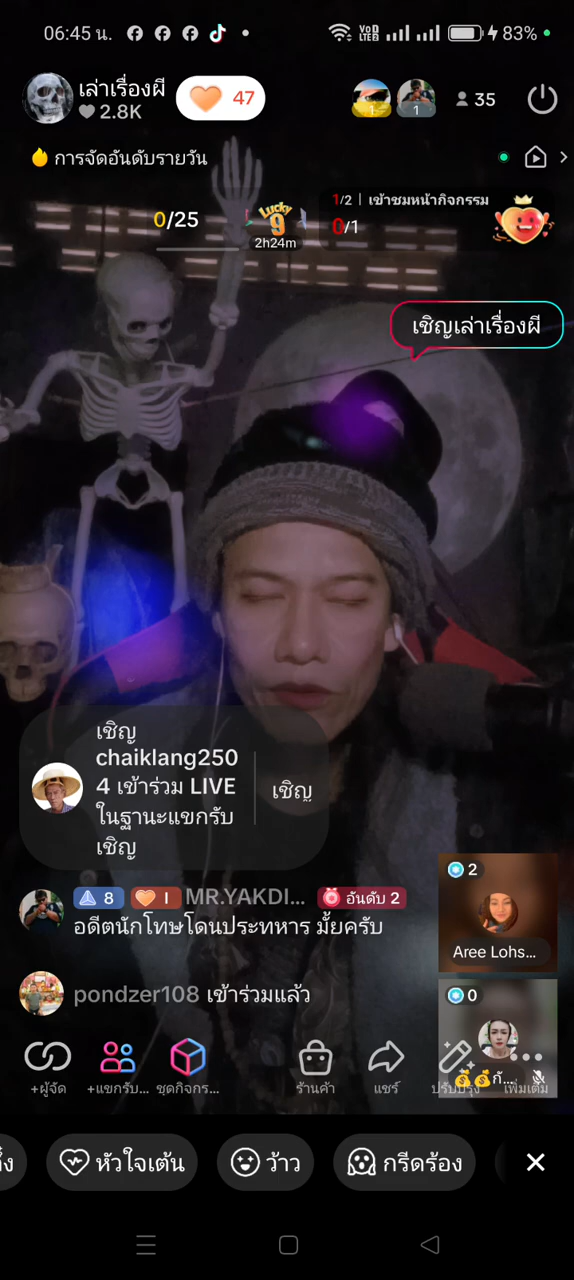 06:45 น.
VoD LTE2
83%
เล่าเรื่องผี
2.8K
47
1
1
35
การจัดอันดับรายวัน
0/25
Lucky
9
2h24m
1/2 | เข้าชมหน้ากิจกรรม
0/1
เชิญเล่าเรื่องผี
เชิญ
chaiklang250
4 เข้าร่วม LIVE
ในฐานะแขกรับ
เชิญ
เชิญ
8
I
MR.YAKDI...
อันดับ 2
อดีตนักโทษโดนประทหาร มั้ยครับ
pondzer108 เข้าร่วมแล้ว
2
Aree Lohs...
0
💰💰กั...
+ผู้จัด
+แขกรับ...
ชุดกิจกร...
ร้านค้า
แชร์
ปรับปรุง
เพิ่มเติม
หัวใจเต้น
ว้าว
กรีดร้อง